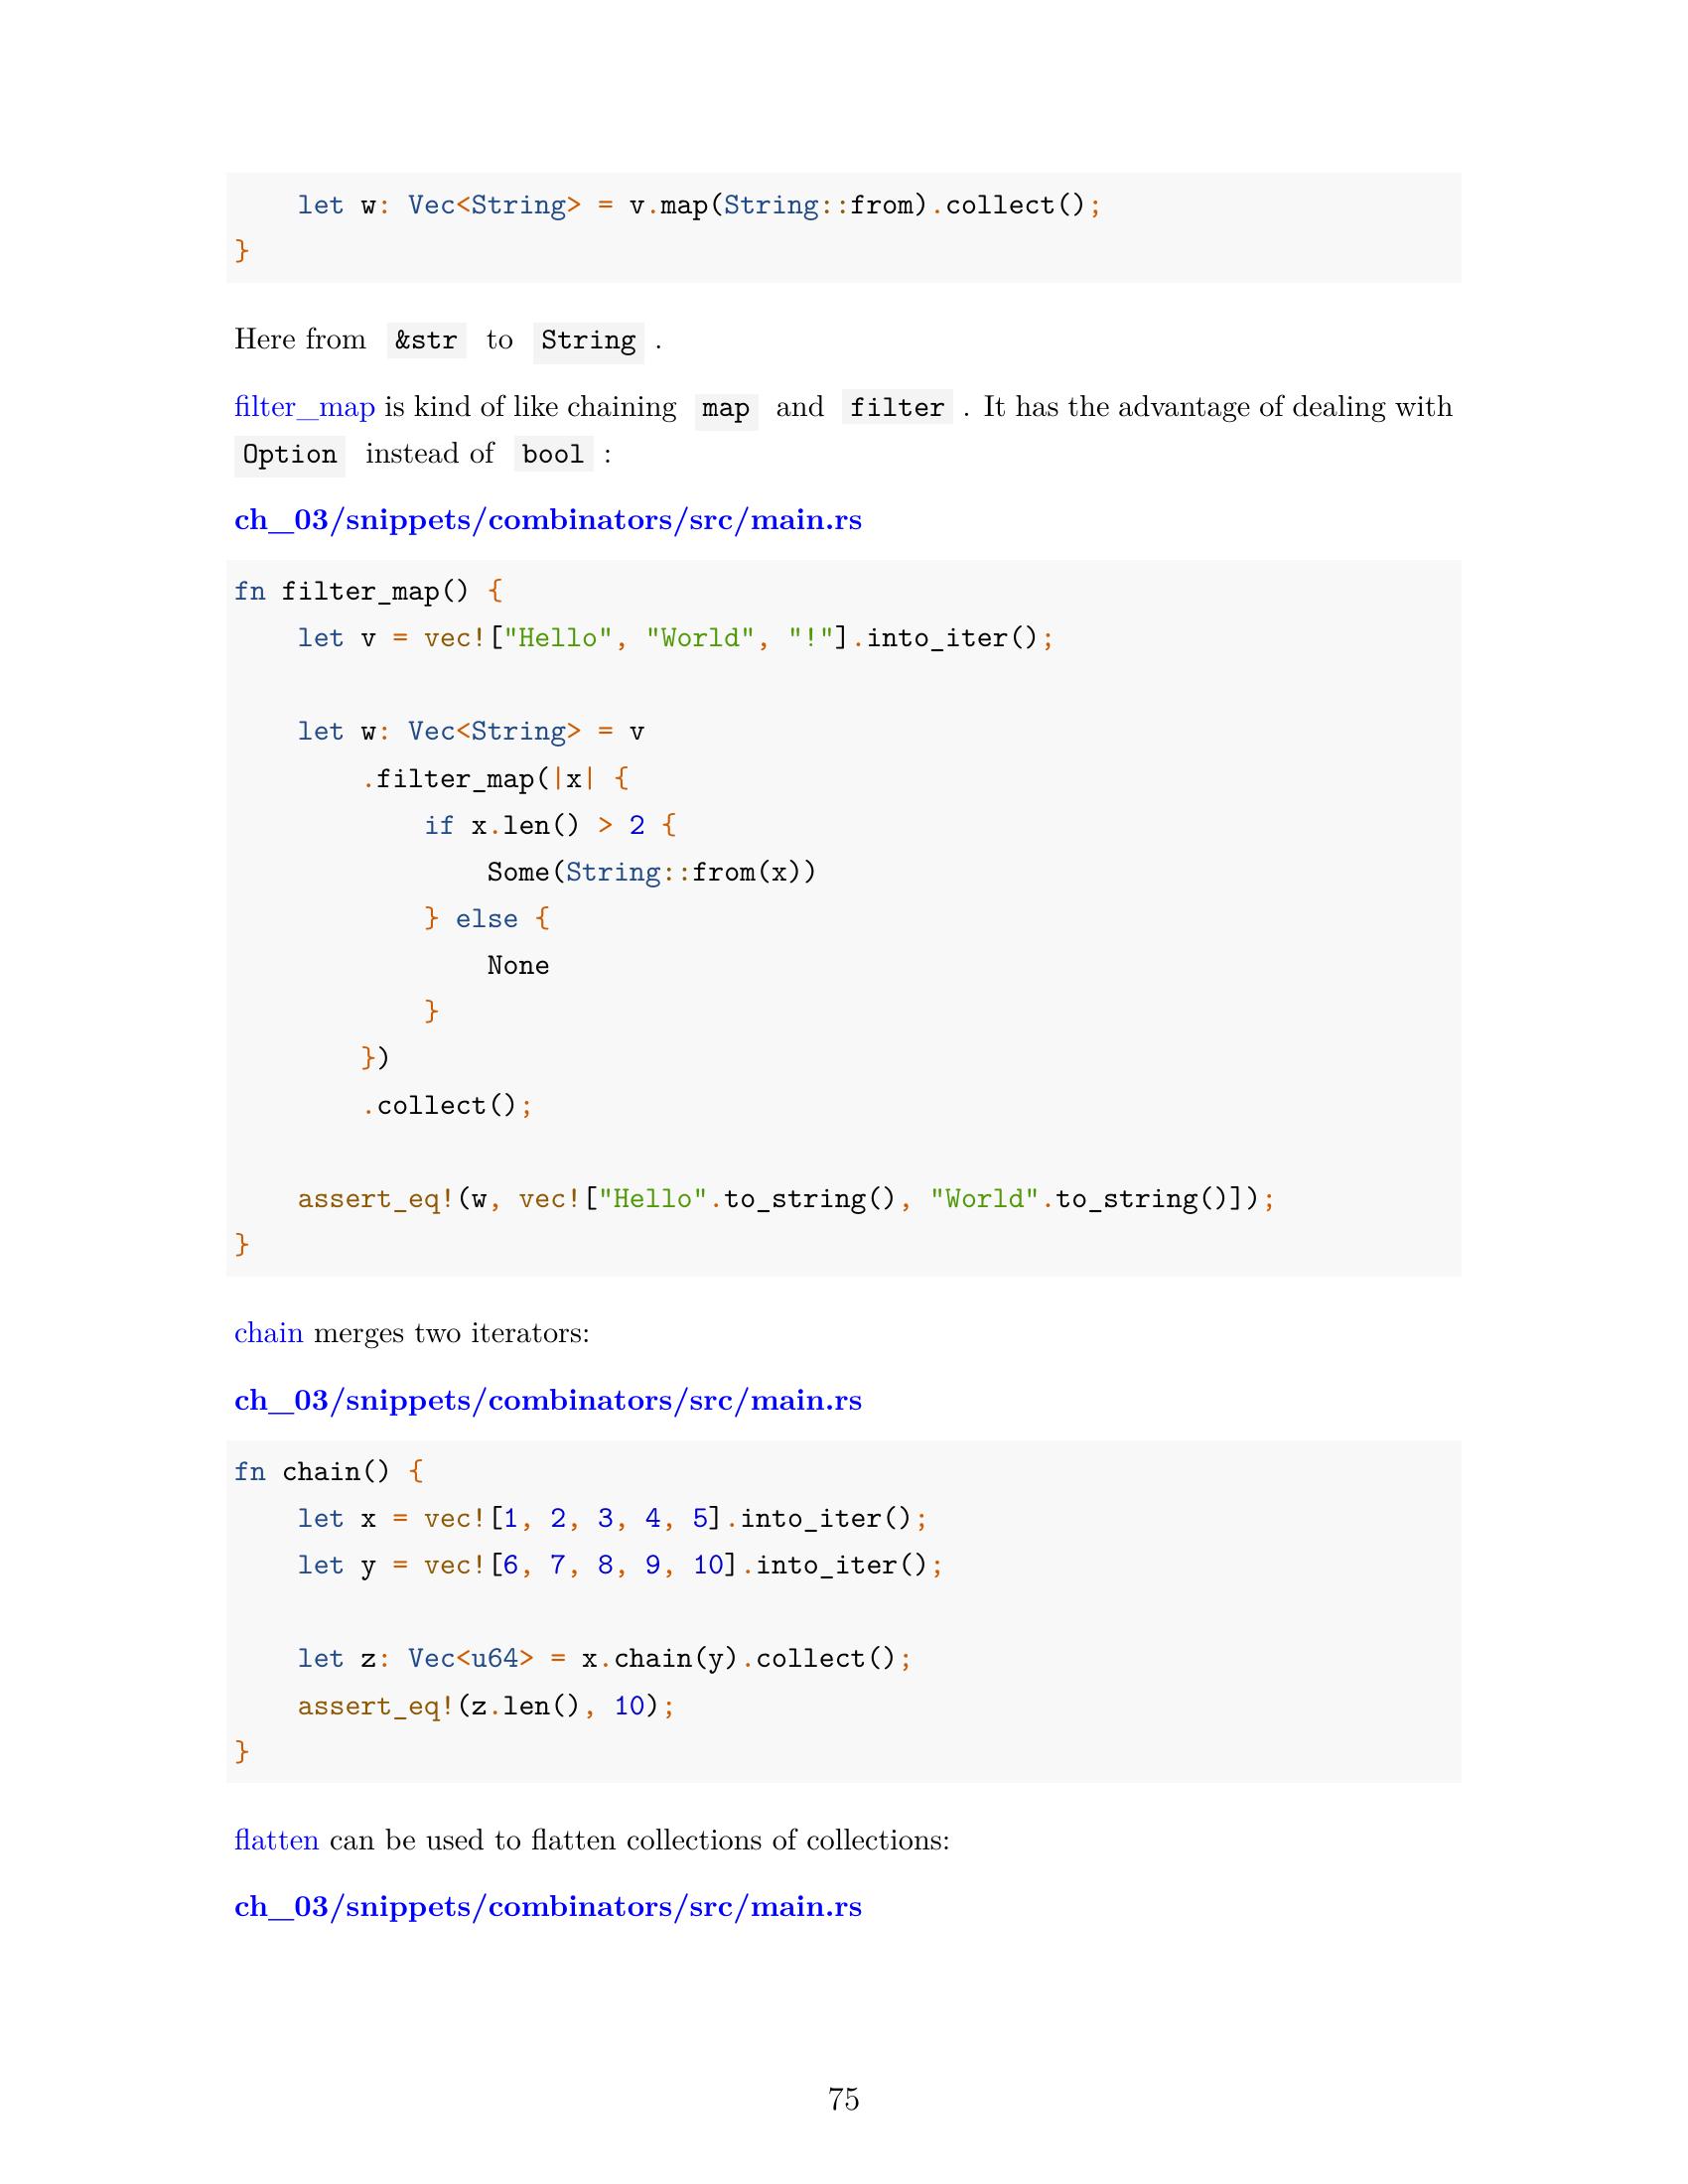 let w: Vec<String> = v.map(String::from).collect();
}
Here from &str to String .
filter_map is kind of like chaining map and filter . It has the advantage of dealing with
Option instead of bool :
ch_03/snippets/combinators/src/main.rs
fn filter_map() {
    let v = vec!["Hello", "World", "!"].into_iter();
    let w: Vec<String> = v
        .filter_map(|x| {
            if x.len() > 2 {
                Some(String::from(x))
            } else {
                None
            }
        })
        .collect();
    assert_eq!(w, vec!["Hello".to_string(), "World".to_string()]);
}
chain merges two iterators:
ch_03/snippets/combinators/src/main.rs
fn chain() {
    let x = vec![1, 2, 3, 4, 5].into_iter();
    let y = vec![6, 7, 8, 9, 10].into_iter();
    let z: Vec<u64> = x.chain(y).collect();
    assert_eq!(z.len(), 10);
}
flatten can be used to flatten collections of collections:
ch_03/snippets/combinators/src/main.rs
75